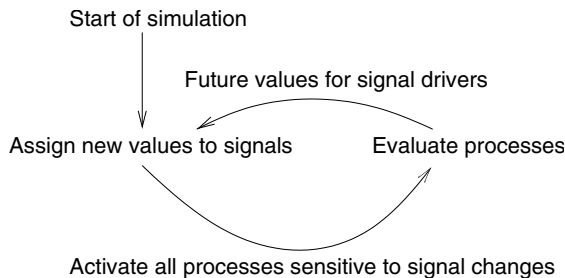 Start of simulation
Future values for signal drivers
Assign new values to signals
Evaluate processes
Activate all processes sensitive to signal changes